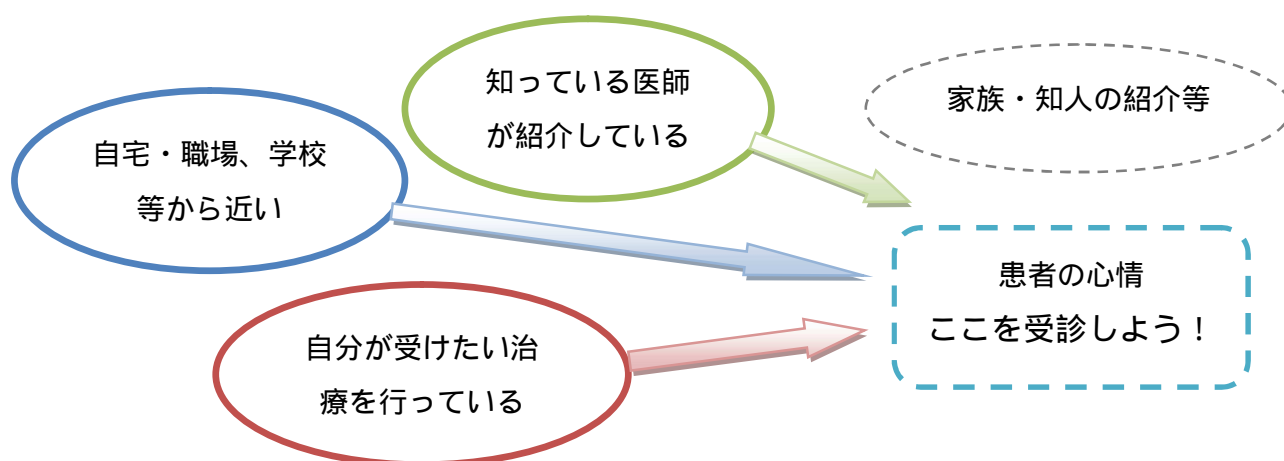 知っている医師
が紹介している
家族・知人の紹介等
自宅・職場、学校
等から近い
患者の心情
ここを受診しよう！
自分が受けたい治
療を行っている